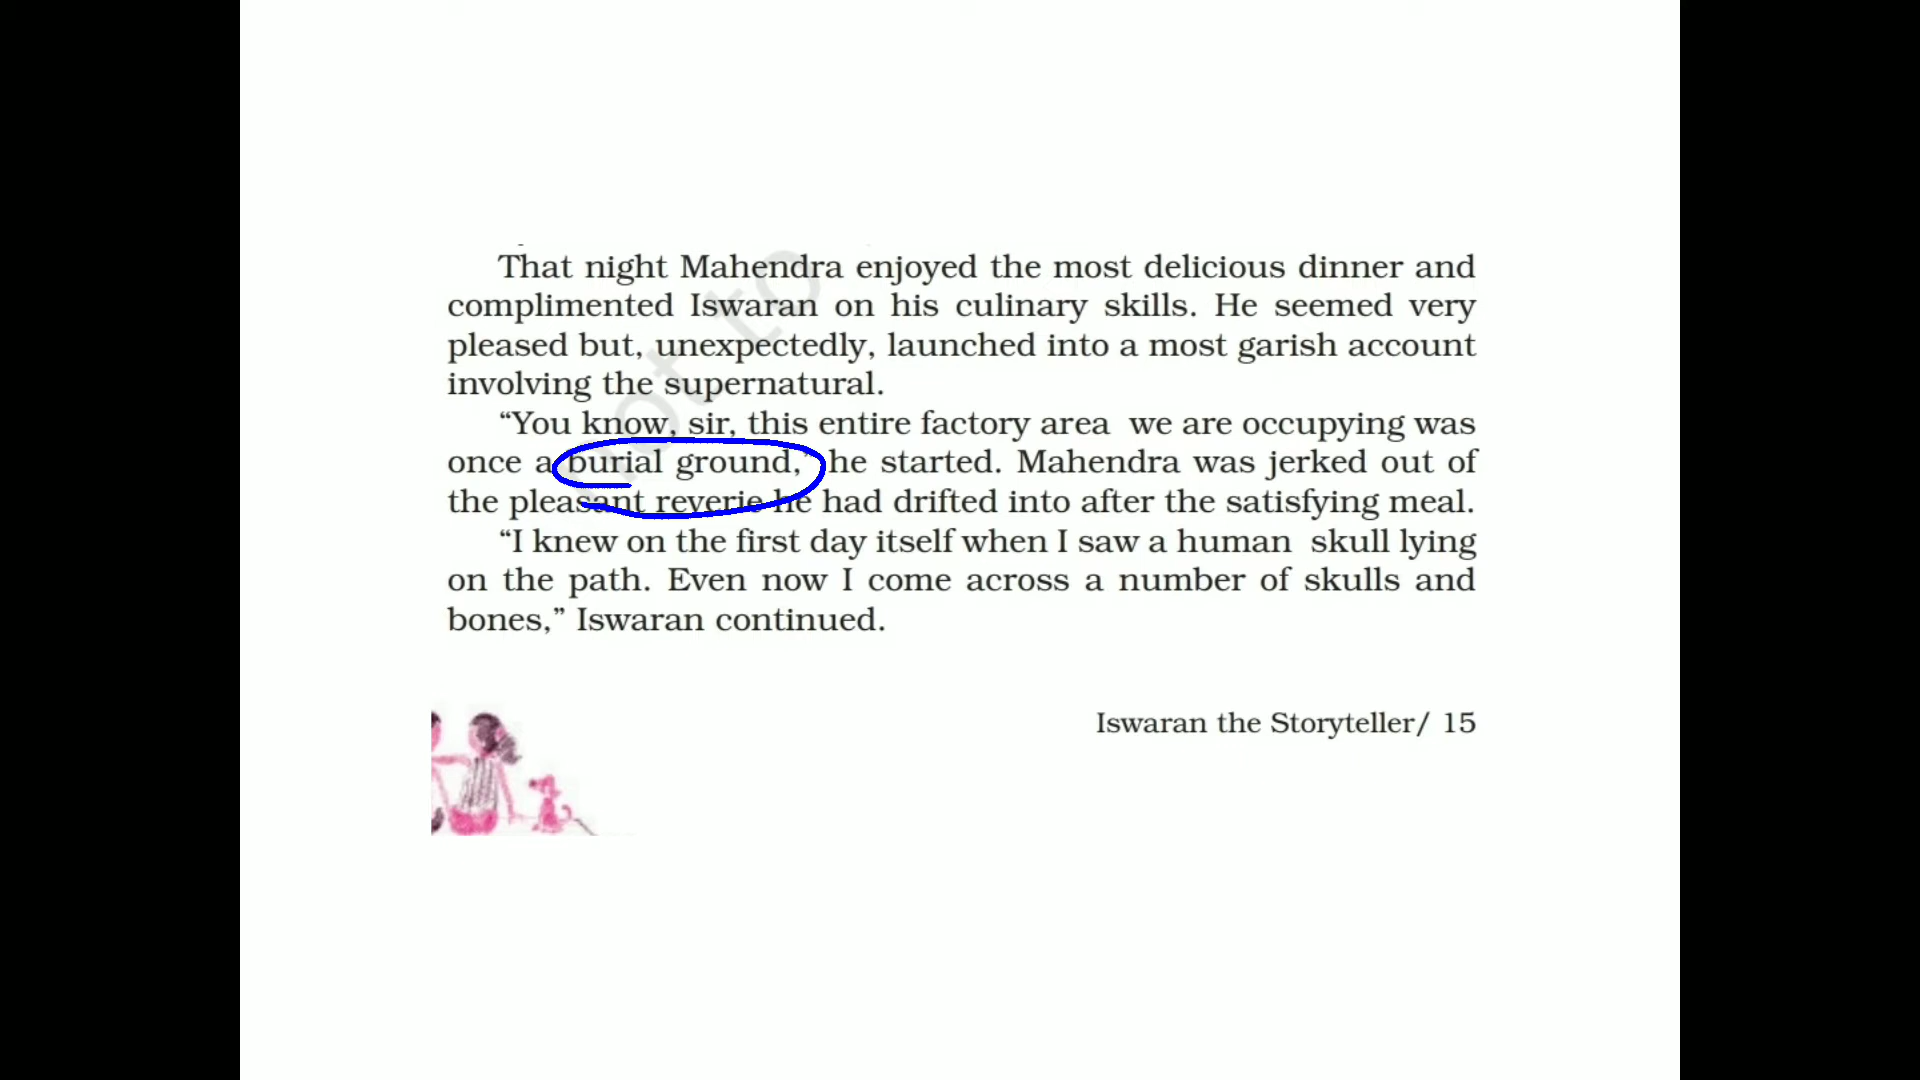 That night Mahendra enjoyed the most delicious dinner and
complimented Iswaran on his culinary skills. He seemed very
pleased but, unexpectedly, launched into a most garish account
involving the supernatural.
“You know, sir, this entire factory area we are occupying was
once a burial ground,” he started. Mahendra was jerked out of
the pleasant reverie he had drifted into after the satisfying meal.
“I knew on the first day itself when I saw a human skull lying
on the path. Even now I come across a number of skulls and
bones,” Iswaran continued.
Iswaran the Storyteller/ 15
not to